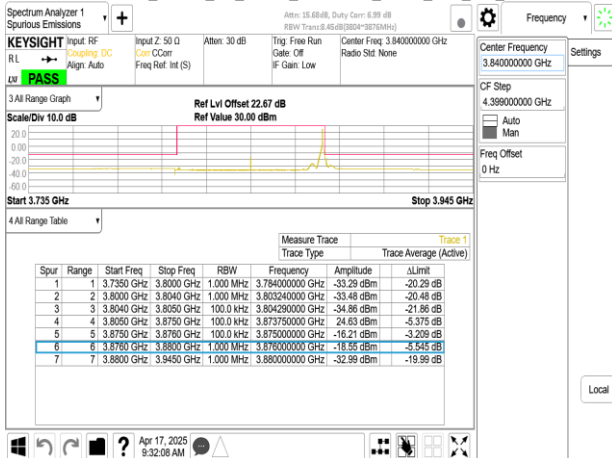 Spectrum Analyzer 1
Spurious Emissions
Attn: 15.68dB, Duty Corr: 6.99 dB
RBW Trans:8.45dB(3804~3876MHz)
Frequency
KEYSIGHT Input: RF Input Z: 50 Ω Atten: 30 dB Trig: Free Run Center Freq: 3.840000000 GHz
Coupling: DC Corr CCorr Gate: Off Radio Std: None
RL Align: Auto Freq Ref: Int (S) IF Gain: Low
LXI PASS
Center Frequency
3.840000000 GHz
Settings
CF Step
4.399000000 GHz
Auto
Man
Freq Offset
0 Hz
3 All Range Graph
Ref Lvl Offset 22.67 dB
Scale/Div 10.0 dB Ref Value 30.00 dBm
20.0
0.00
-20.0
-40.0
-60.0
Start 3.735 GHz Stop 3.945 GHz
4 All Range Table
Measure Trace Trace 1
Trace Type Trace Average (Active)
Spur Range Start Freq Stop Freq RBW Frequency Amplitude ΔLimit
1 1 3.7350 GHz 3.8000 GHz 1.000 MHz 3.784000000 GHz -33.29 dBm -20.29 dB
2 2 3.8000 GHz 3.8040 GHz 1.000 MHz 3.803240000 GHz -33.48 dBm -20.48 dB
3 3 3.8040 GHz 3.8050 GHz 100.0 kHz 3.804290000 GHz -34.86 dBm -21.86 dB
4 4 3.8050 GHz 3.8750 GHz 100.0 kHz 3.873750000 GHz 24.63 dBm -5.375 dB
5 5 3.8750 GHz 3.8760 GHz 100.0 kHz 3.875000000 GHz -16.21 dBm -3.209 dB
6 6 3.8760 GHz 3.8800 GHz 1.000 MHz 3.876000000 GHz -18.55 dBm -5.545 dB
7 7 3.8800 GHz 3.9450 GHz 1.000 MHz 3.880000000 GHz -32.99 dBm -19.99 dB
Local
? Apr 17, 2025
9:32:08 AM